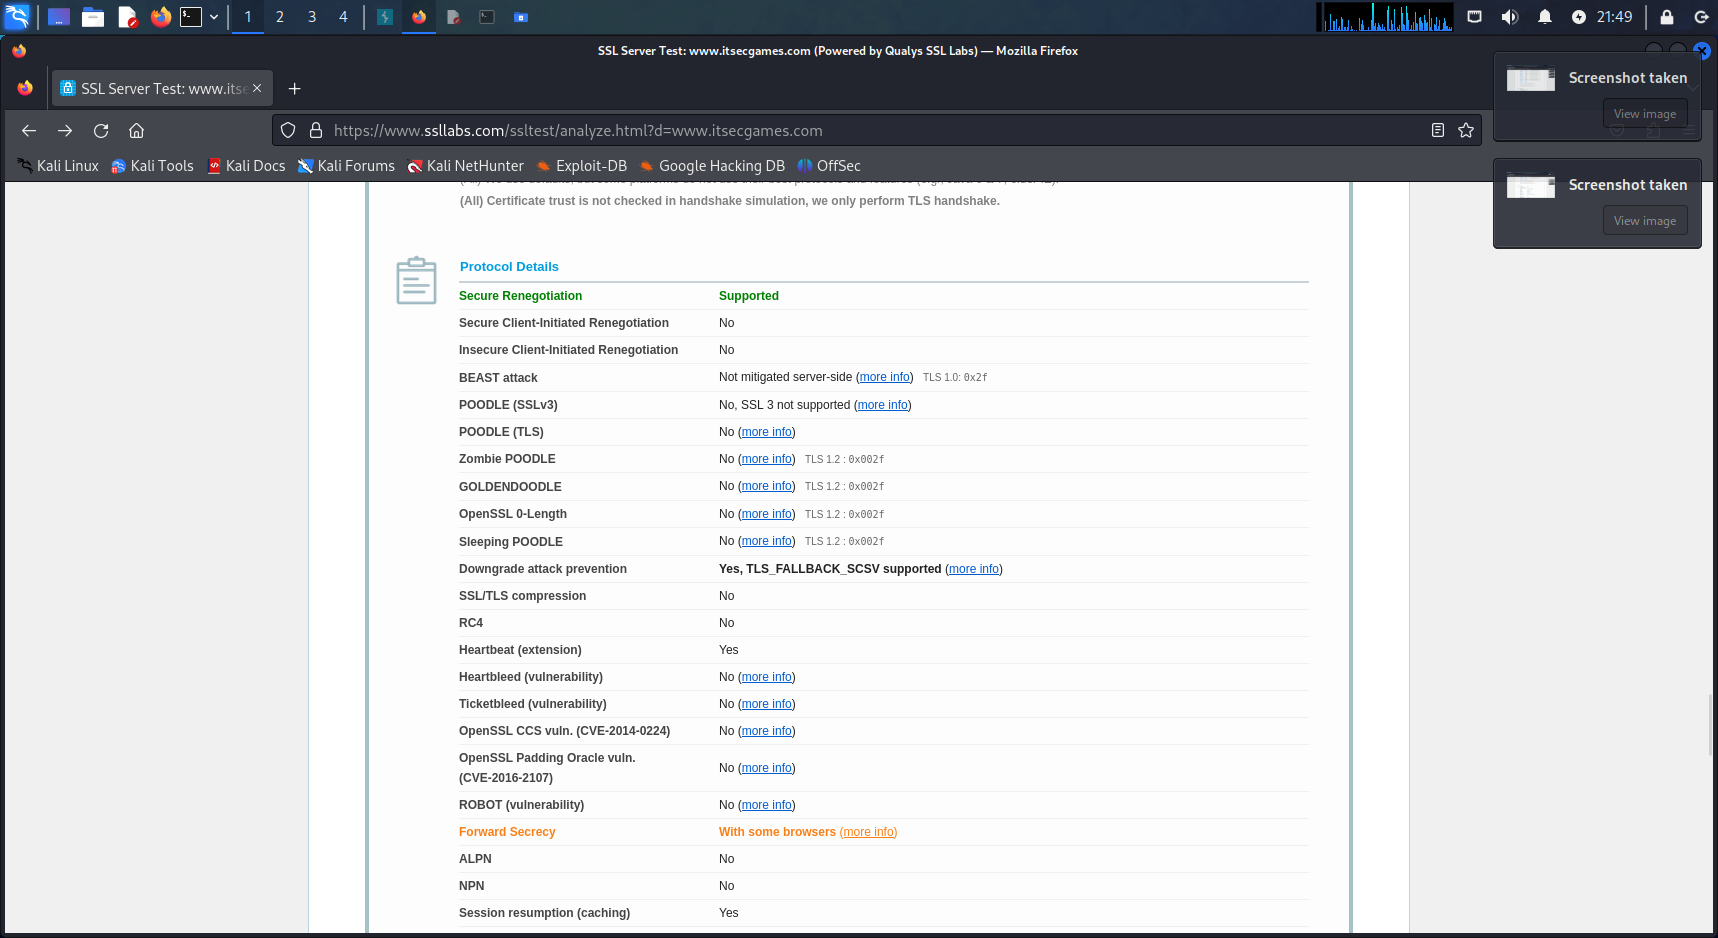 1 2 3 4 21:49
SSL Server Test: www.itsecgames.com (Powered by Qualys SSL Labs) — Mozilla Firefox
SSL Server Test: www.itse
Screenshot taken
View image
https://www.ssllabs.com/ssltest/analyze.html?d=www.itsecgames.com
Kali Linux Kali Tools Kali Docs Kali Forums Kali NetHunter Exploit-DB Google Hacking DB OffSec
Screenshot taken
View image
(All) Certificate trust is not checked in handshake simulation, we only perform TLS handshake.
Protocol Details
Secure Renegotiation Supported
Secure Client-Initiated Renegotiation No
Insecure Client-Initiated Renegotiation No
BEAST attack Not mitigated server-side (more info) TLS 1.0: 0x2f
POODLE (SSLv3) No, SSL 3 not supported (more info)
POODLE (TLS) No (more info)
Zombie POODLE No (more info) TLS 1.2 : 0x002f
GOLDENDOODLE No (more info) TLS 1.2 : 0x002f
OpenSSL 0-Length No (more info) TLS 1.2 : 0x002f
Sleeping POODLE No (more info) TLS 1.2 : 0x002f
Downgrade attack prevention Yes, TLS_FALLBACK_SCSV supported (more info)
SSL/TLS compression No
RC4 No
Heartbeat (extension) Yes
Heartbleed (vulnerability) No (more info)
Ticketbleed (vulnerability) No (more info)
OpenSSL CCS vuln. (CVE-2014-0224) No (more info)
OpenSSL Padding Oracle vuln.
(CVE-2016-2107) No (more info)
ROBOT (vulnerability) No (more info)
Forward Secrecy With some browsers (more info)
ALPN No
NPN No
Session resumption (caching) Yes